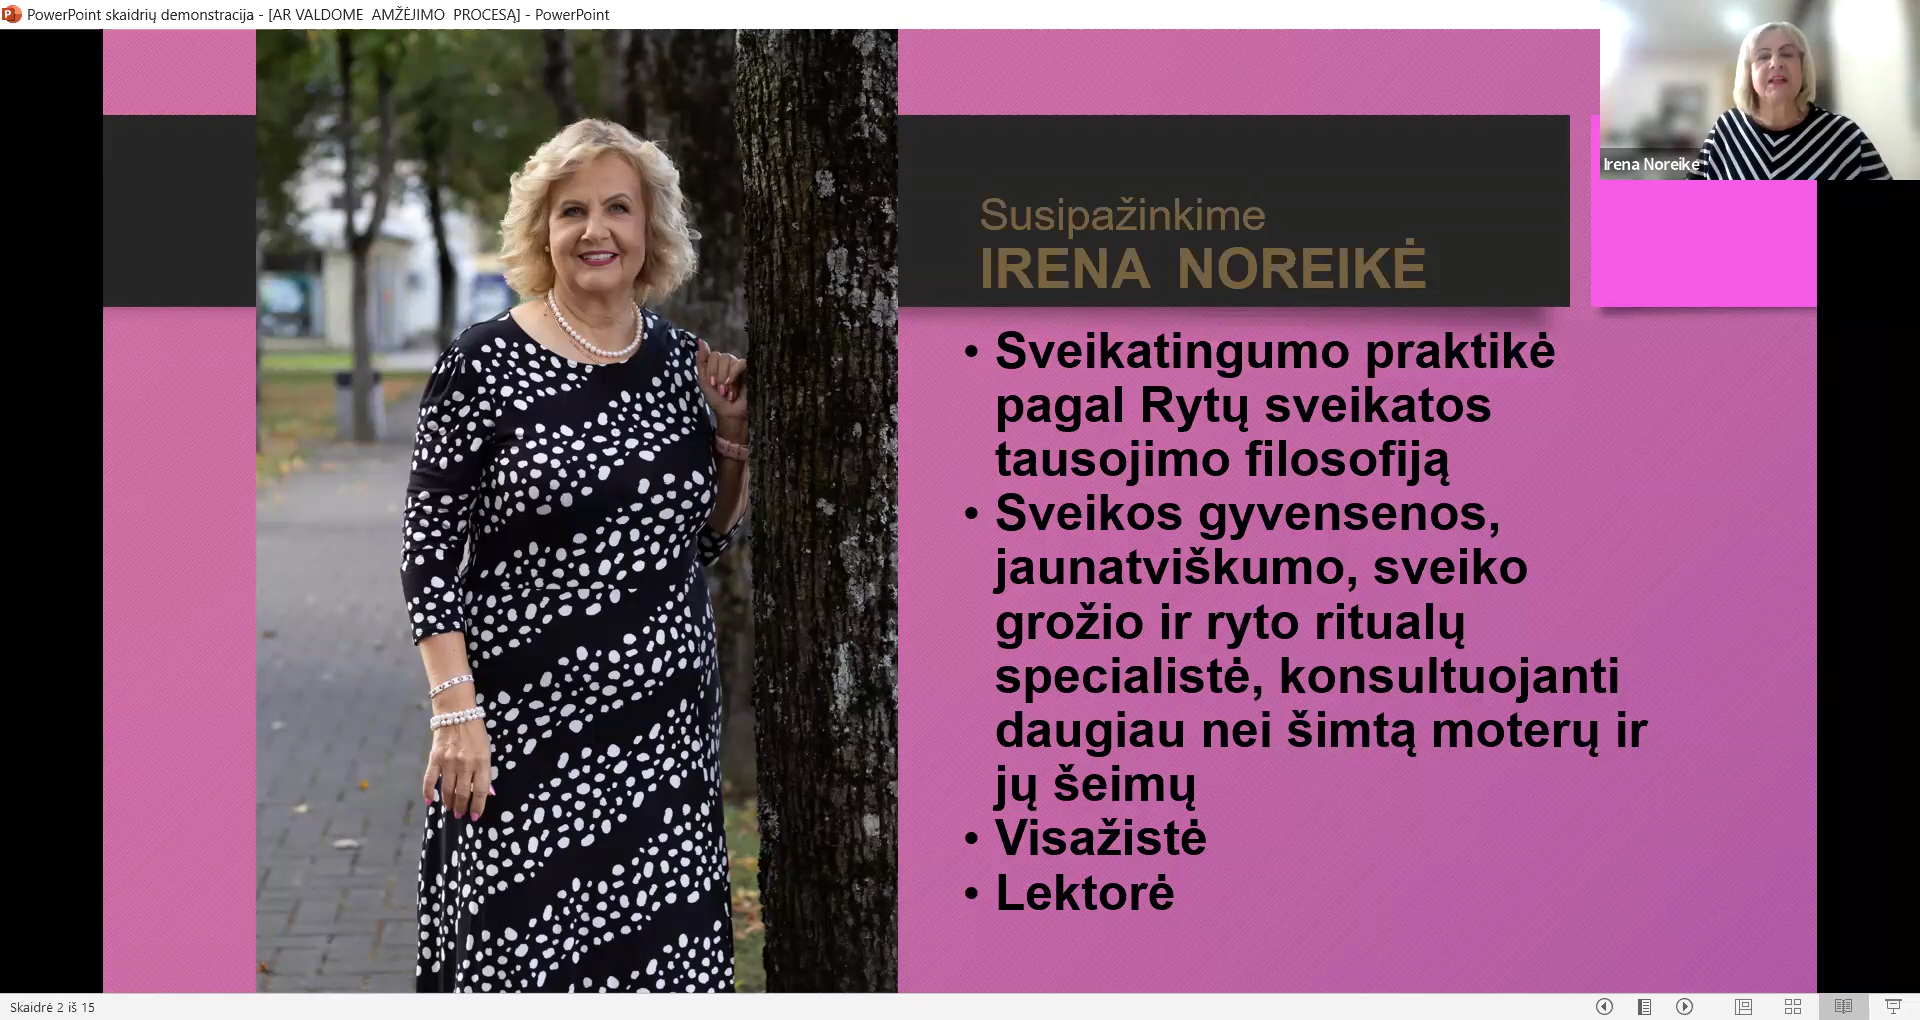 PowerPoint skaidrių demonstracija - [AR VALDOME  AMŽĖJIMO  PROCESĄ] - PowerPoint
Irena Noreike
Susipažinkime
IRENA  NOREIKĖ
• Sveikatingumo praktikė
pagal Rytų sveikatos
tausojimo filosofiją
• Sveikos gyvensenos,
jaunatviškumo, sveiko
grožio ir ryto ritualų
specialistė, konsultuojanti
daugiau nei šimtą moterų ir
jų šeimų
• Visažistė
• Lektorė
Skaidrė 2 iš 15